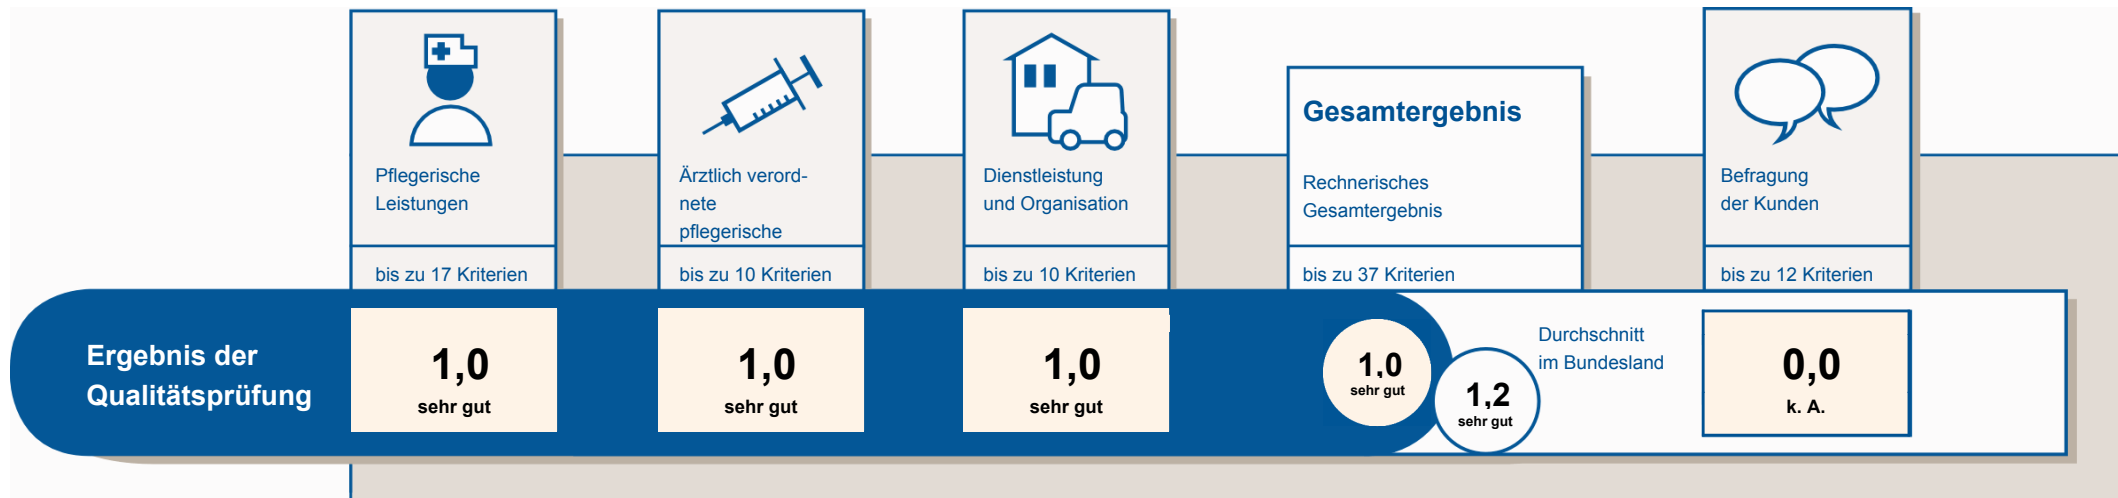 Pflegerische
Leistungen
bis zu 17 Kriterien
Ärztlich verord-
nete
pflegerische
bis zu 10 Kriterien
Dienstleistung
und Organisation
bis zu 10 Kriterien
Gesamtergebnis
Rechnerisches
Gesamtergebnis
bis zu 37 Kriterien
Befragung
der Kunden
bis zu 12 Kriterien
Ergebnis der
Qualitätsprüfung
1,0
sehr gut
1,0
sehr gut
1,0
sehr gut
1,0
sehr gut
1,2
sehr gut
Durchschnitt
im Bundesland
0,0
k. A.